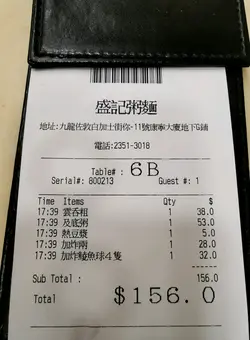 盛記粥麵
地址:九龍佐敦白加士街9-11號康寧大廈地下G鋪
電話:2351-3018
Table#: 6B
Serial#: 800213 Guest #: 1
Time Items Qty $
17:39 雲吞粗 1 38.0
17:39 及底粥 1 53.0
17:39 熱豆漿 1 5.0
17:39 加炸兩 1 28.0
17:39 加炸鯪魚球4隻 1 32.0
Sub Total: 156.0
Total $156.0